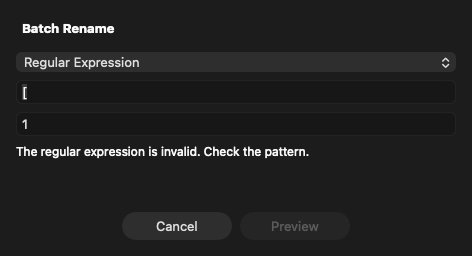 Batch Rename
Regular Expression
[
1
The regular expression is invalid. Check the pattern.
Cancel Preview